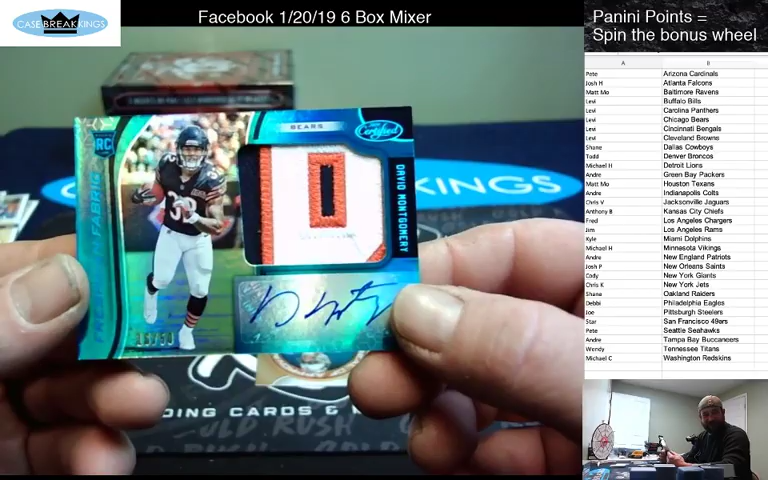 CASE BREAK KINGS
Facebook 1/20/19 6 Box Mixer
Panini Points =
Spin the bonus wheel
A B
Pete Arizona Cardinals
Josh H Atlanta Falcons
Matt Mo Baltimore Ravens
Levi Buffalo Bills
Levi Carolina Panthers
Levi Chicago Bears
Levi Cincinnati Bengals
Levi Cleveland Browns
Shane Dallas Cowboys
Todd Denver Broncos
Michael H Detroit Lions
Andre Green Bay Packers
Matt Mo Houston Texans
Andre Indianapolis Colts
Chris V Jacksonville Jaguars
Anthony B Kansas City Chiefs
Fred Los Angeles Chargers
Jim Los Angeles Rams
Kyle Miami Dolphins
Michael H Minnesota Vikings
Andre New England Patriots
Josh P New Orleans Saints
Cody New York Giants
Chris K New York Jets
Shane Oakland Raiders
Debbi Philadelphia Eagles
Joe Pittsburgh Steelers
Star San Francisco 49ers
Pete Seattle Seahawks
Andre Tampa Bay Buccaneers
Wendy Tennessee Titans
Michael C Washington Redskins
RC
BEARS
Certified
DAVID MONTGOMERY
FRESHMAN FABRIC
KINGS
DING CARDS &